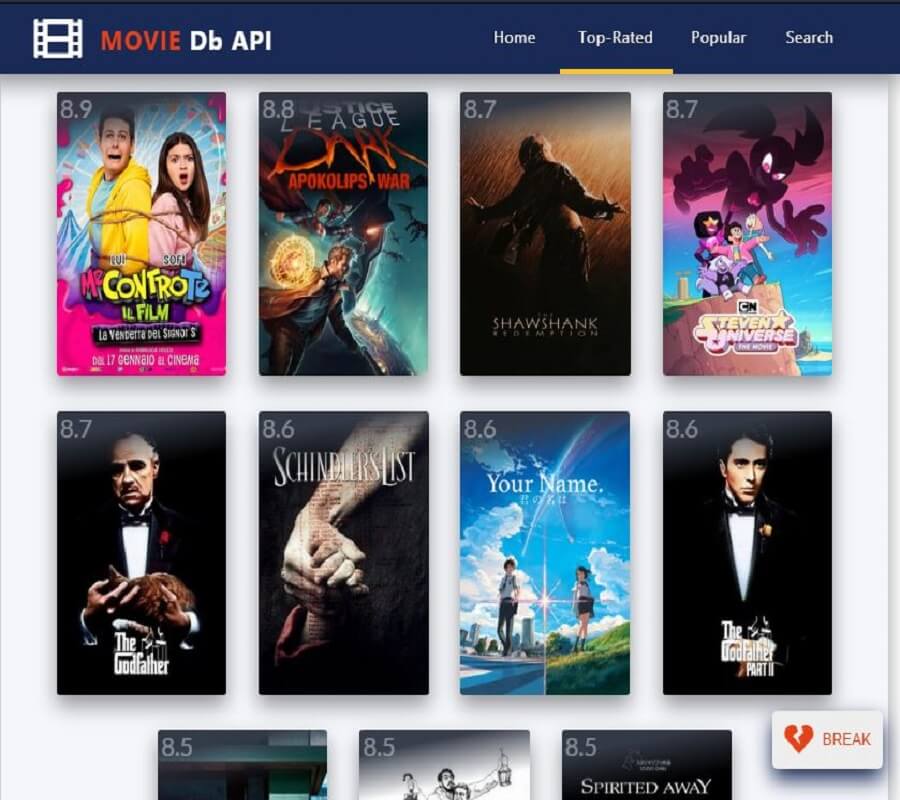 MOVIE Db API
Home
Top-Rated
Popular
Search
8.9
LUI
SOFÌ
ME CONTRO TE
IL FILM
LA VENDETTA DEL SIGNOR S
DAL 17 GENNAIO AL CINEMA
8.8
JUSTICE
LEAGUE
DARK
APOKOLIPS WAR
8.7
THE
SHAWSHANK
REDEMPTION
8.7
CN
STEVEN
UNIVERSE
THE MOVIE
8.7
The
Godfather
8.6
SCHINDLER'S LIST
8.6
Your Name.
君の名は
8.6
The
Godfather
PART II
8.5
8.5
8.5
SPIRITED AWAY
BREAK